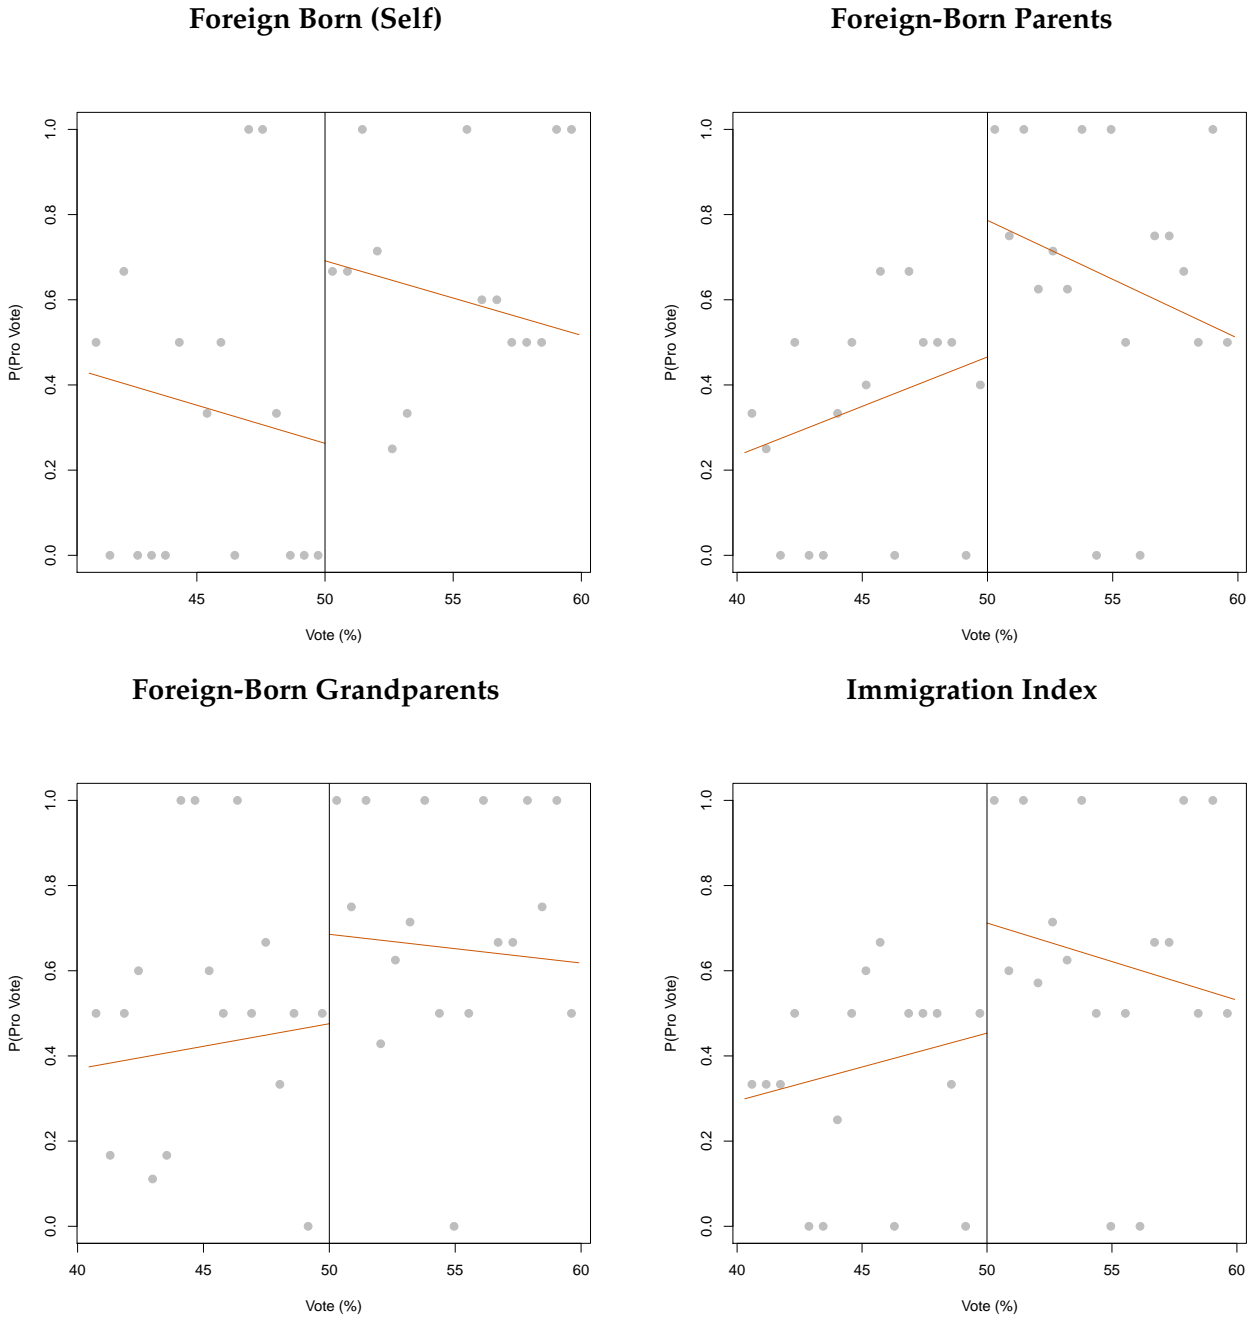 Foreign Born (Self)
1.0
0.8
0.6
0.4
0.2
0.0
P(Pro Vote)
45 50 55 60
Vote (%)
Foreign-Born Parents
1.0
0.8
0.6
0.4
0.2
0.0
P(Pro Vote)
40 45 50 55 60
Vote (%)
Foreign-Born Grandparents
1.0
0.8
0.6
0.4
0.2
0.0
P(Pro Vote)
40 45 50 55 60
Vote (%)
Immigration Index
1.0
0.8
0.6
0.4
0.2
0.0
P(Pro Vote)
40 45 50 55 60
Vote (%)